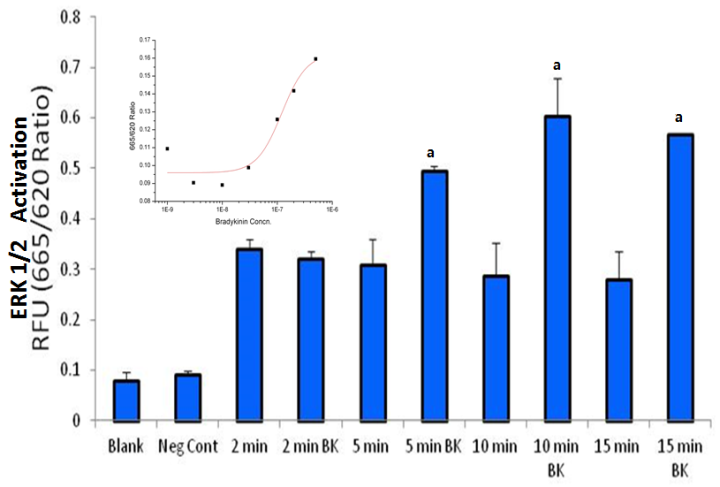 ERK 1/2 Activation
RFU (665/620 Ratio)
0.8
0.7
0.6
0.5
0.4
0.3
0.2
0.1
0
665/620 Ratio
0.17
0.16
0.15
0.14
0.13
0.12
0.11
0.10
0.09
0.08
1E-9
1E-8
1E-7
1E-6
Bradykinin Concn.
a
a
a
Blank
Neg Cont
2 min
2 min BK
5 min
5 min BK
10 min
10 min
BK
15 min
15 min
BK